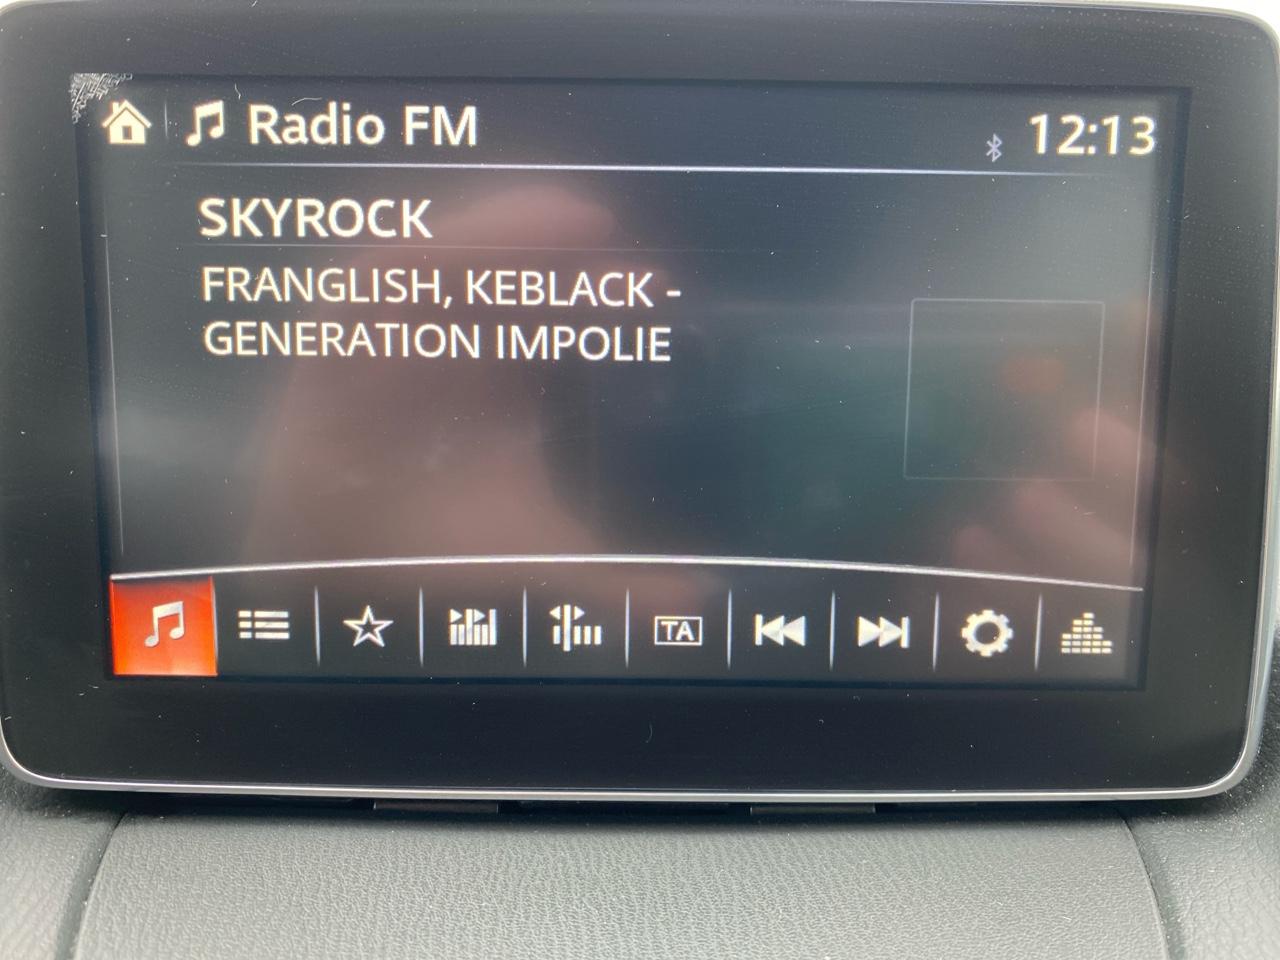 Radio FM
12:13
SKYROCK
FRANGLISH, KEBLACK -
GENERATION IMPOLIE
TA